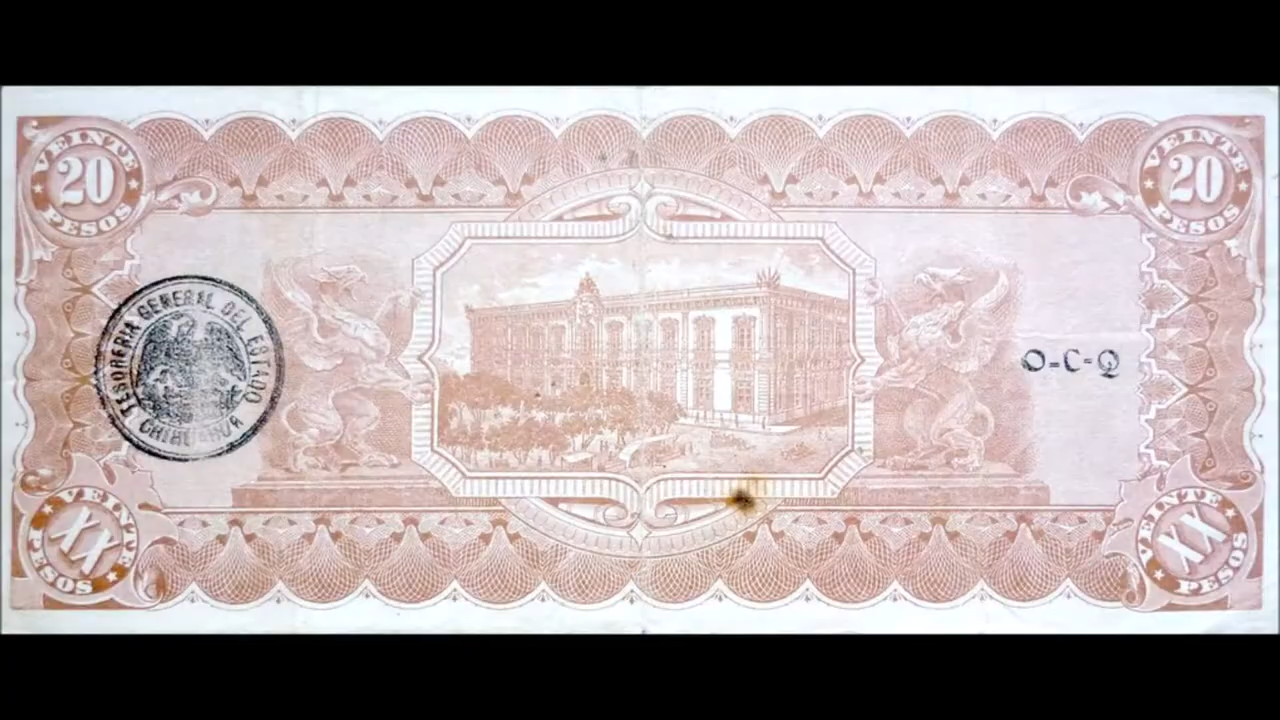 VEINTE
20
PESOS
VEINTE
20
PESOS
TESORERIA GENERAL DEL ESTADO
CHIHUAHUA
O-C-Q
VEINTE
XX
PESOS
VEINTE
XX
PESOS